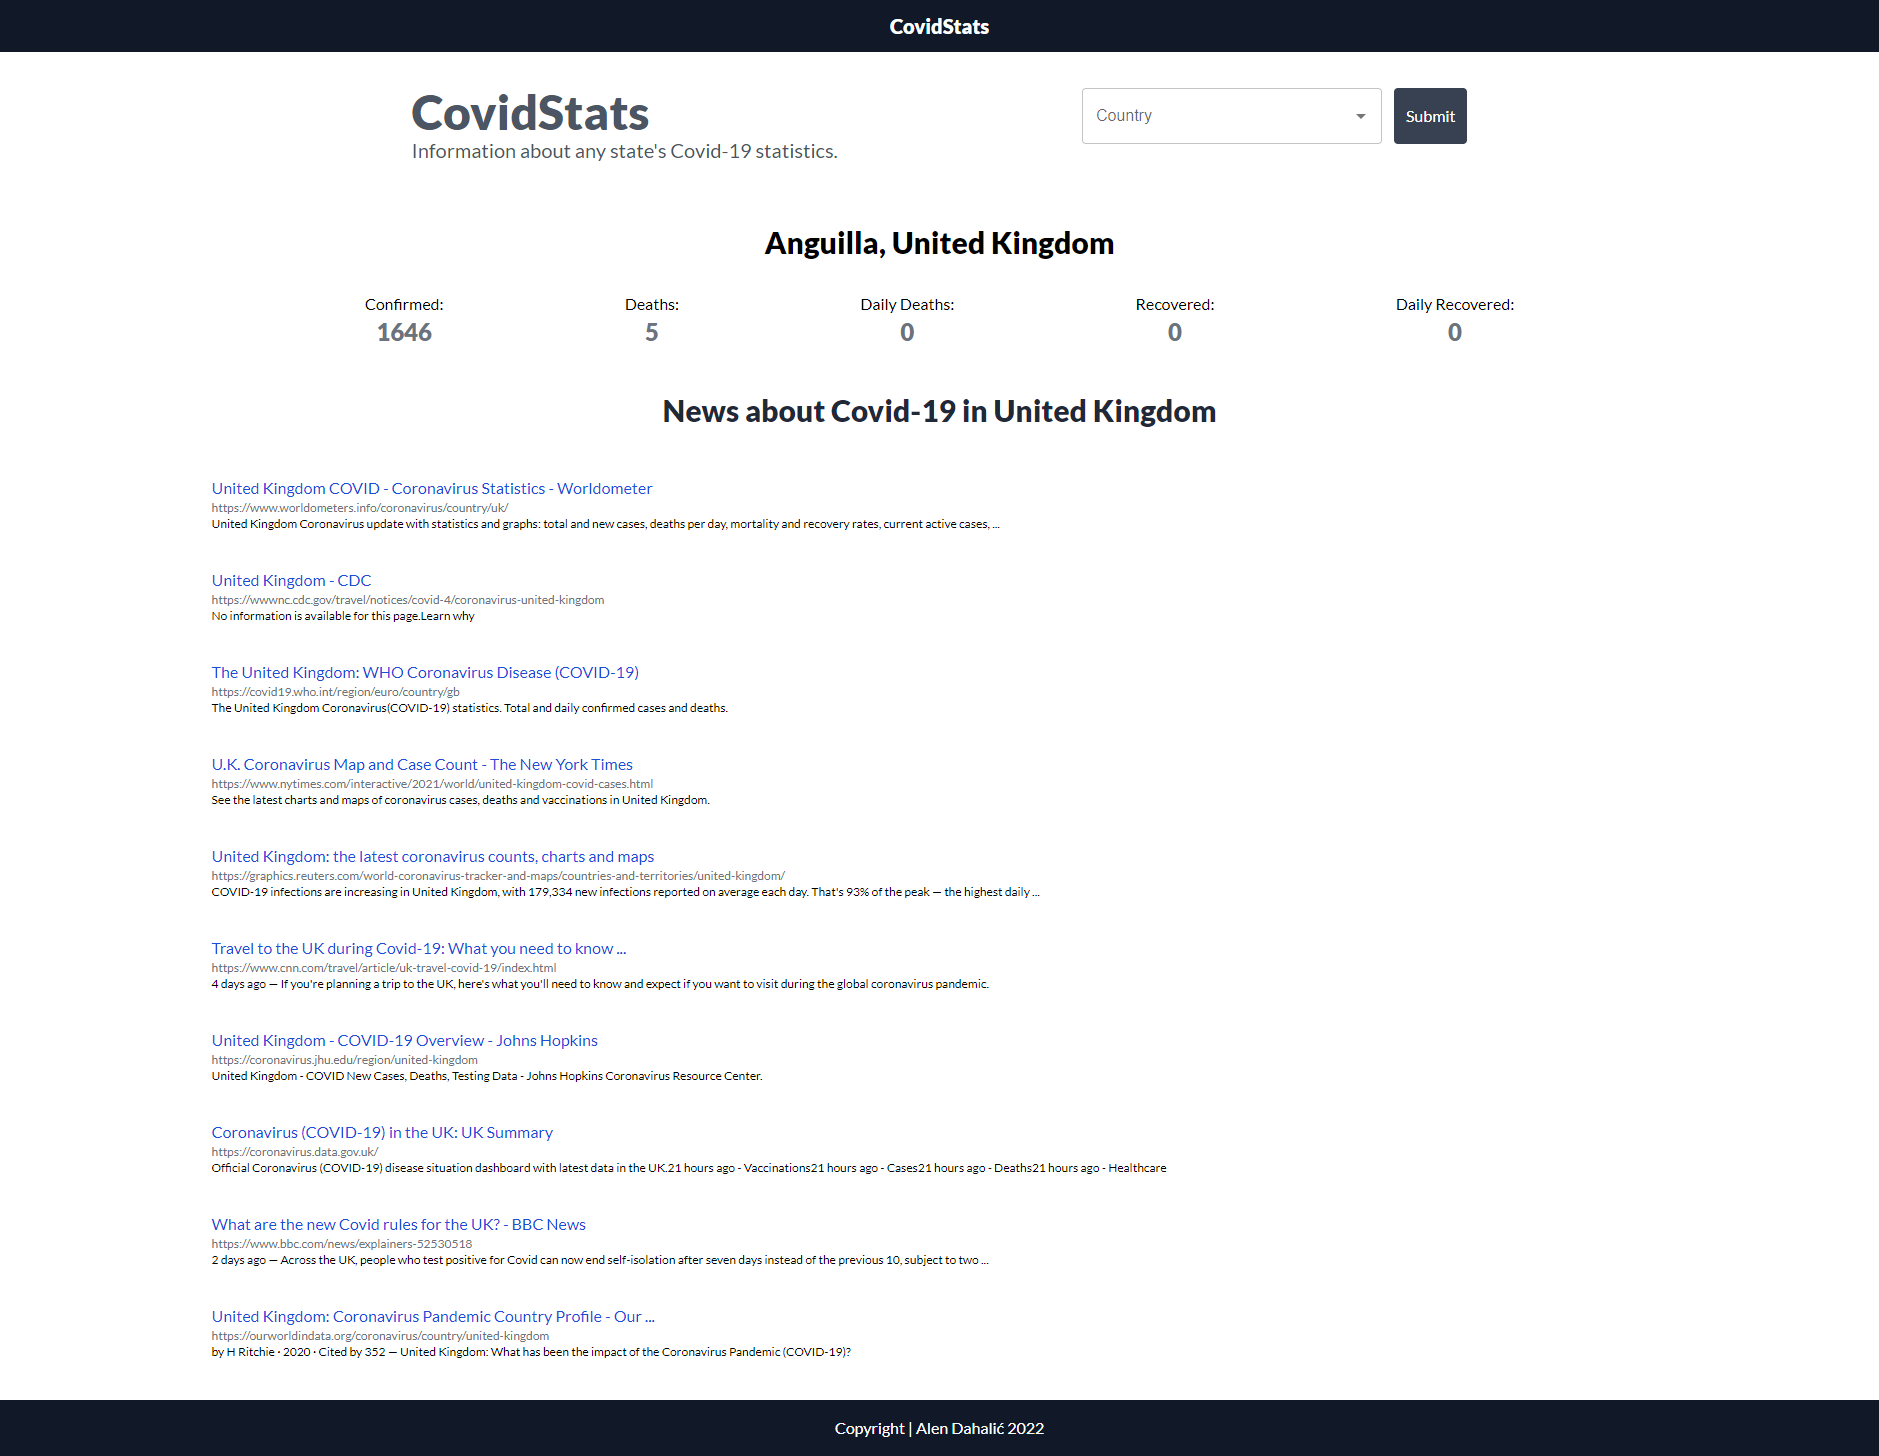 CovidStats
CovidStats
Information about any state's Covid-19 statistics.
Country
Submit
Anguilla, United Kingdom
Confirmed: Deaths: Daily Deaths: Recovered: Daily Recovered:
1646 5 0 0 0
News about Covid-19 in United Kingdom
United Kingdom COVID - Coronavirus Statistics - Worldometer
https://www.worldometers.info/coronavirus/country/uk/
United Kingdom Coronavirus update with statistics and graphs: total and new cases, deaths per day, mortality and recovery rates, current active cases, ...
United Kingdom - CDC
https://wwwnc.cdc.gov/travel/notices/covid-4/coronavirus-united-kingdom
No information is available for this page.Learn why
The United Kingdom: WHO Coronavirus Disease (COVID-19)
https://covid19.who.int/region/euro/country/gb
The United Kingdom Coronavirus(COVID-19) statistics. Total and daily confirmed cases and deaths.
U.K. Coronavirus Map and Case Count - The New York Times
https://www.nytimes.com/interactive/2021/world/united-kingdom-covid-cases.html
See the latest charts and maps of coronavirus cases, deaths and vaccinations in United Kingdom.
United Kingdom: the latest coronavirus counts, charts and maps
https://graphics.reuters.com/world-coronavirus-tracker-and-maps/countries-and-territories/united-kingdom/
COVID-19 infections are increasing in United Kingdom, with 179,334 new infections reported on average each day. That's 93% of the peak — the highest daily ...
Travel to the UK during Covid-19: What you need to know ...
https://www.cnn.com/travel/article/uk-travel-covid-19/index.html
4 days ago — If you're planning a trip to the UK, here's what you'll need to know and expect if you want to visit during the global coronavirus pandemic.
United Kingdom - COVID-19 Overview - Johns Hopkins
https://coronavirus.jhu.edu/region/united-kingdom
United Kingdom - COVID New Cases, Deaths, Testing Data - Johns Hopkins Coronavirus Resource Center.
Coronavirus (COVID-19) in the UK: UK Summary
https://coronavirus.data.gov.uk/
Official Coronavirus (COVID-19) disease situation dashboard with latest data in the UK.21 hours ago - Vaccinations21 hours ago - Cases21 hours ago - Deaths21 hours ago - Healthcare
What are the new Covid rules for the UK? - BBC News
https://www.bbc.com/news/explainers-52530518
2 days ago — Across the UK, people who test positive for Covid can now end self-isolation after seven days instead of the previous 10, subject to two ...
United Kingdom: Coronavirus Pandemic Country Profile - Our ...
https://ourworldindata.org/coronavirus/country/united-kingdom
by H Ritchie · 2020 · Cited by 352 — United Kingdom: What has been the impact of the Coronavirus Pandemic (COVID-19)?
Copyright | Alen Dahalić 2022